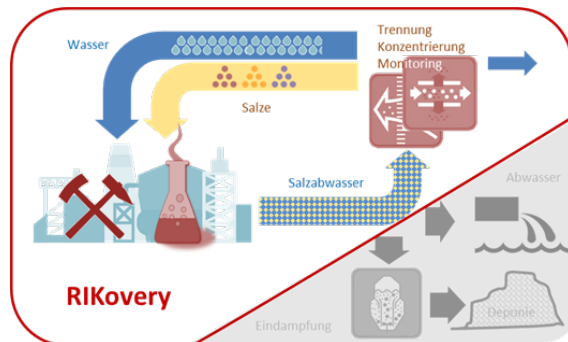 Wasser
Trennung
Konzentrierung
Monitoring
Salze
Salzabwasser
Abwasser
RIKovery
Eindampfung
Deponie